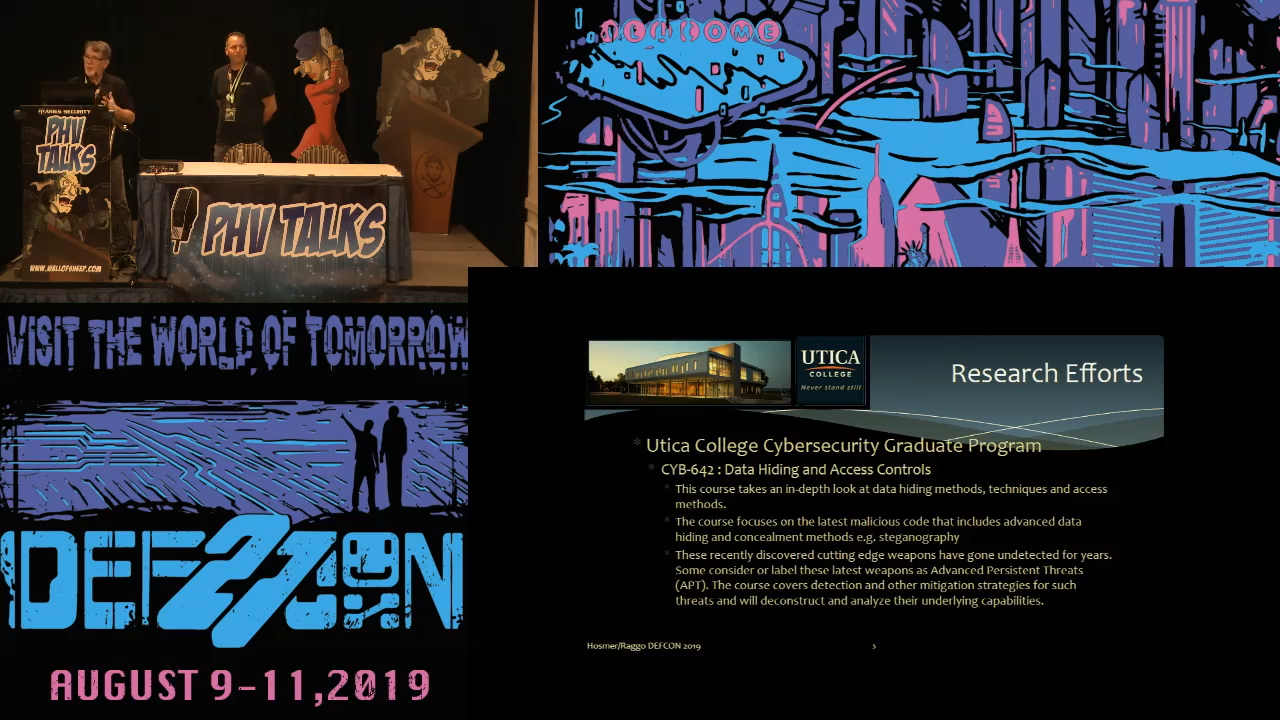 WELCOME
ARIES SECURITY
PHV
TALKS
WWW.WALLOFSHEEP.COM
PHV TALKS
VISIT THE WORLD OF TOMORROW
DEFCON
27
AUGUST 9-11,2019
UTICA
COLLEGE
Never stand still
Research Efforts
Utica College Cybersecurity Graduate Program
CYB-642 : Data Hiding and Access Controls
This course takes an in-depth look at data hiding methods, techniques and access
methods.
The course focuses on the latest malicious code that includes advanced data
hiding and concealment methods e.g. steganography
These recently discovered cutting edge weapons have gone undetected for years.
Some consider or label these latest weapons as Advanced Persistent Threats
(APT). The course covers detection and other mitigation strategies for such
threats and will deconstruct and analyze their underlying capabilities.
Hosmer/Raggo DEFCON 2019
5